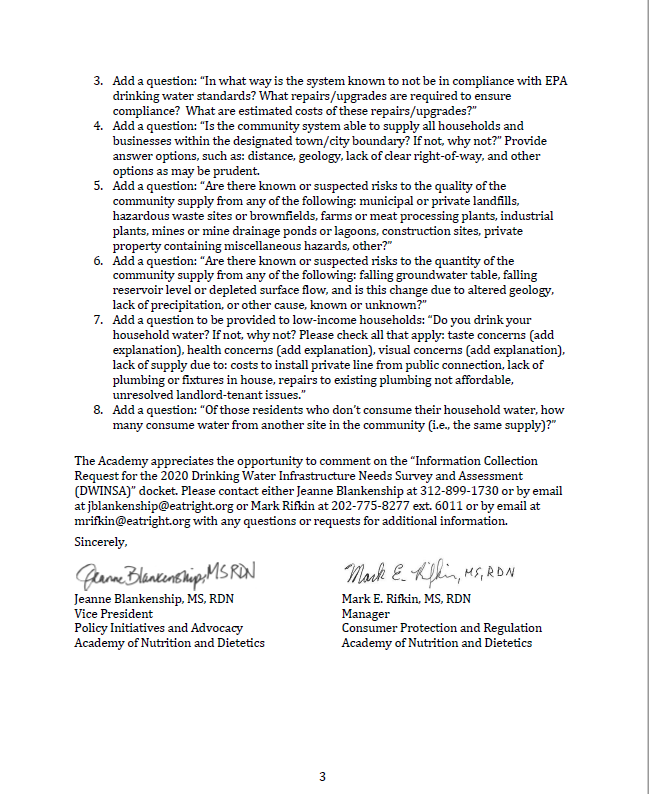 3. Add a question: “In what way is the system known to not be in compliance with EPA
drinking water standards? What repairs/upgrades are required to ensure
compliance?  What are estimated costs of these repairs/upgrades?”
4. Add a question: “Is the community system able to supply all households and
businesses within the designated town/city boundary? If not, why not?” Provide
answer options, such as: distance, geology, lack of clear right-of-way, and other
options as may be prudent.
5. Add a question: “Are there known or suspected risks to the quality of the
community supply from any of the following: municipal or private landfills,
hazardous waste sites or brownfields, farms or meat processing plants, industrial
plants, mines or mine drainage ponds or lagoons, construction sites, private
property containing miscellaneous hazards, other?”
6. Add a question: “Are there known or suspected risks to the quantity of the
community supply from any of the following: falling groundwater table, falling
reservoir level or depleted surface flow, and is this change due to altered geology,
lack of precipitation, or other cause, known or unknown?”
7. Add a question to be provided to low-income households: “Do you drink your
household water? If not, why not? Please check all that apply: taste concerns (add
explanation), health concerns (add explanation), visual concerns (add explanation),
lack of supply due to: costs to install private line from public connection, lack of
plumbing or fixtures in house, repairs to existing plumbing not affordable,
unresolved landlord-tenant issues.”
8. Add a question: “Of those residents who don’t consume their household water, how
many consume water from another site in the community (i.e., the same supply)?”
The Academy appreciates the opportunity to comment on the “Information Collection
Request for the 2020 Drinking Water Infrastructure Needs Survey and Assessment
(DWINSA)” docket. Please contact either Jeanne Blankenship at 312-899-1730 or by email
at jblankenship@eatright.org or Mark Rifkin at 202-775-8277 ext. 6011 or by email at
mrifkin@eatright.org with any questions or requests for additional information.
Sincerely,
Jeanne Blankenship, MS RDN
Mark E. Rifkin, MS, RDN
Jeanne Blankenship, MS, RDN
Vice President
Policy Initiatives and Advocacy
Academy of Nutrition and Dietetics
Mark E. Rifkin, MS, RDN
Manager
Consumer Protection and Regulation
Academy of Nutrition and Dietetics
3